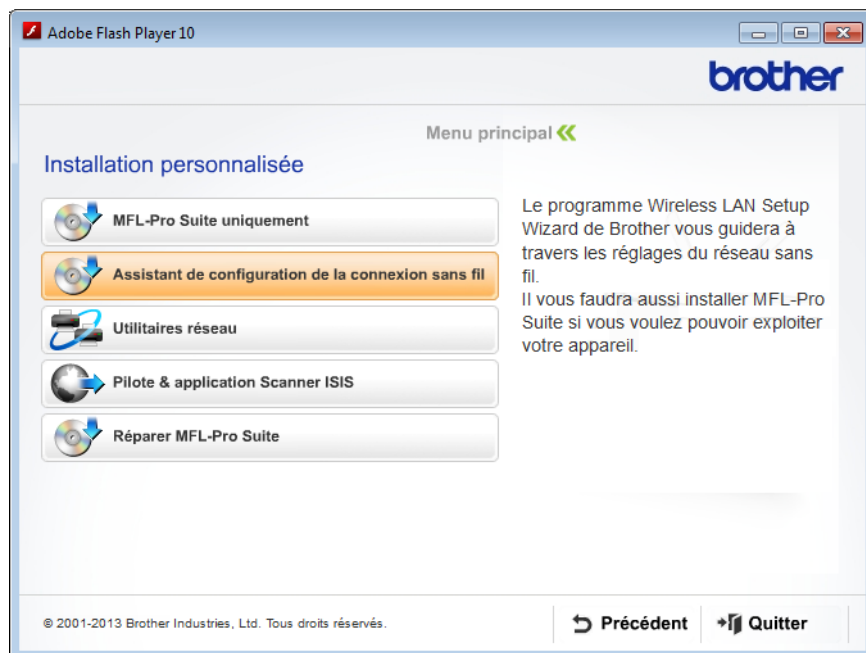 Adobe Flash Player 10
brother
Menu principal
Installation personnalisée
MFL-Pro Suite uniquement
Assistant de configuration de la connexion sans fil
Utilitaires réseau
Pilote & application Scanner ISIS
Réparer MFL-Pro Suite
Le programme Wireless LAN Setup
Wizard de Brother vous guidera à
travers les réglages du réseau sans
fil.
Il vous faudra aussi installer MFL-Pro
Suite si vous voulez pouvoir exploiter
votre appareil.
© 2001-2013 Brother Industries, Ltd. Tous droits réservés.
Précédent
Quitter